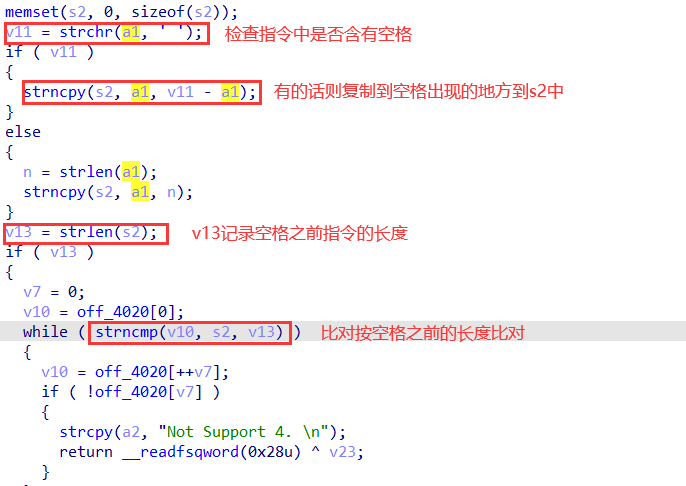 memset(s2, 0, sizeof(s2));
v11 = strchr(a1, ' '); 检查指令中是否含有空格
if ( v11 )
{
strncpy(s2, a1, v11 - a1); 有的话则复制到空格出现的地方到s2中
}
else
{
n = strlen(a1);
strncpy(s2, a1, n);
}
v13 = strlen(s2); v13记录空格之前指令的长度
if ( v13 )
{
v7 = 0;
v10 = off_4020[0];
while ( strncmp(v10, s2, v13) ) 比对按空格之前的长度比对
{
v10 = off_4020[++v7];
if ( !off_4020[v7] )
{
strcpy(a2, "Not Support 4. \n");
return __readfsqword(0x28u) ^ v23;
}